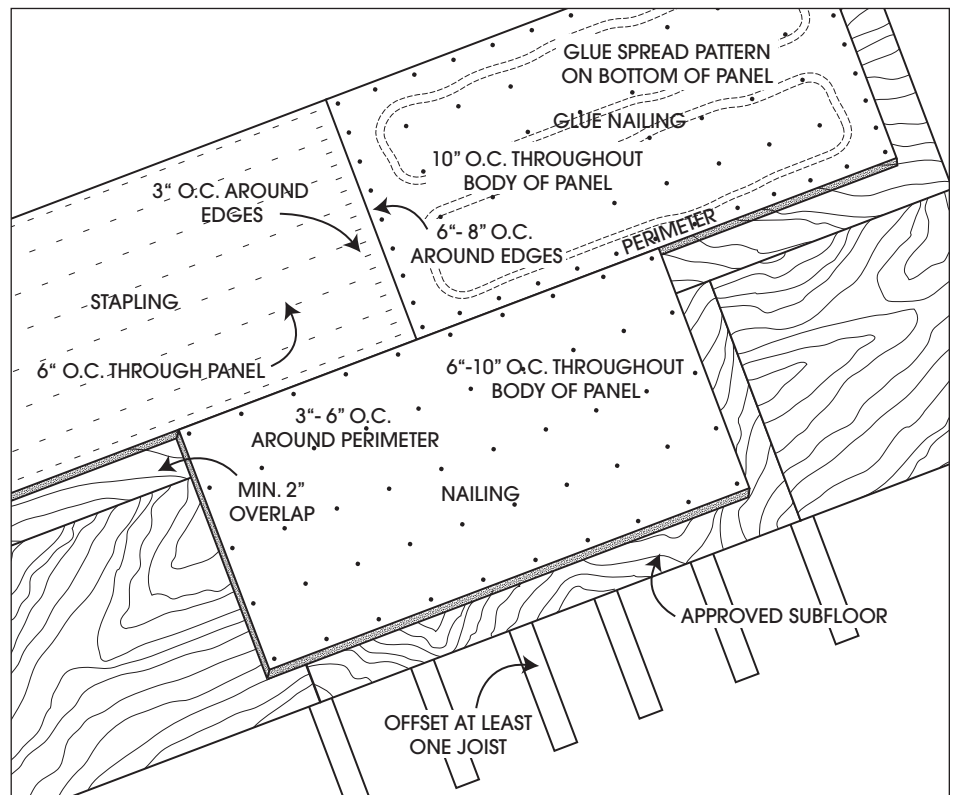 GLUE SPREAD PATTERN
ON BOTTOM OF PANEL
GLUE NAILING
10” O.C. THROUGHOUT
BODY OF PANEL
3“ O.C. AROUND
EDGES
6“- 8” O.C.
AROUND EDGES
PERIMETER
STAPLING
6“ O.C. THROUGH PANEL
6“-10” O.C. THROUGHOUT
BODY OF PANEL
3“- 6” O.C.
AROUND PERIMETER
MIN. 2”
OVERLAP
NAILING
APPROVED SUBFLOOR
OFFSET AT LEAST
ONE JOIST